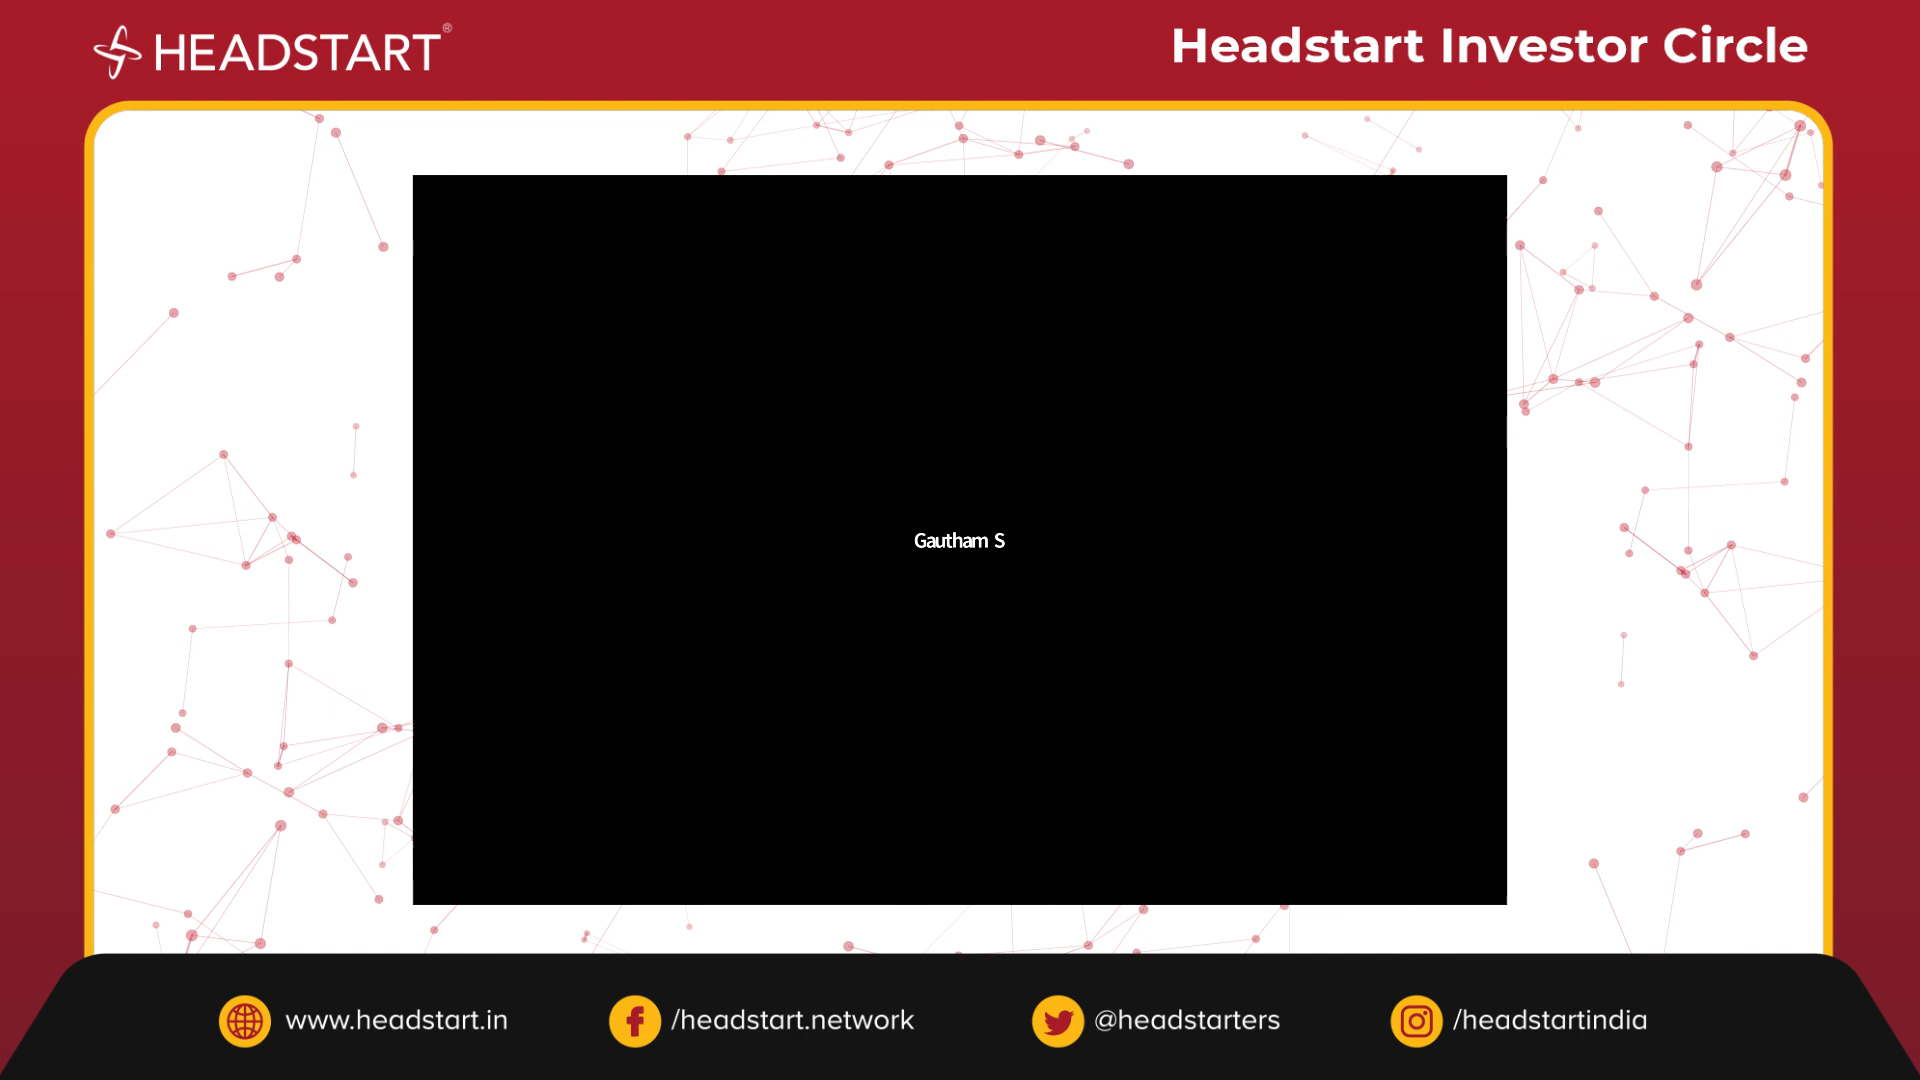 HEADSTART®
Headstart Investor Circle
Gautham S
www.headstart.in
/headstart.network
@headstarters
/headstartindia